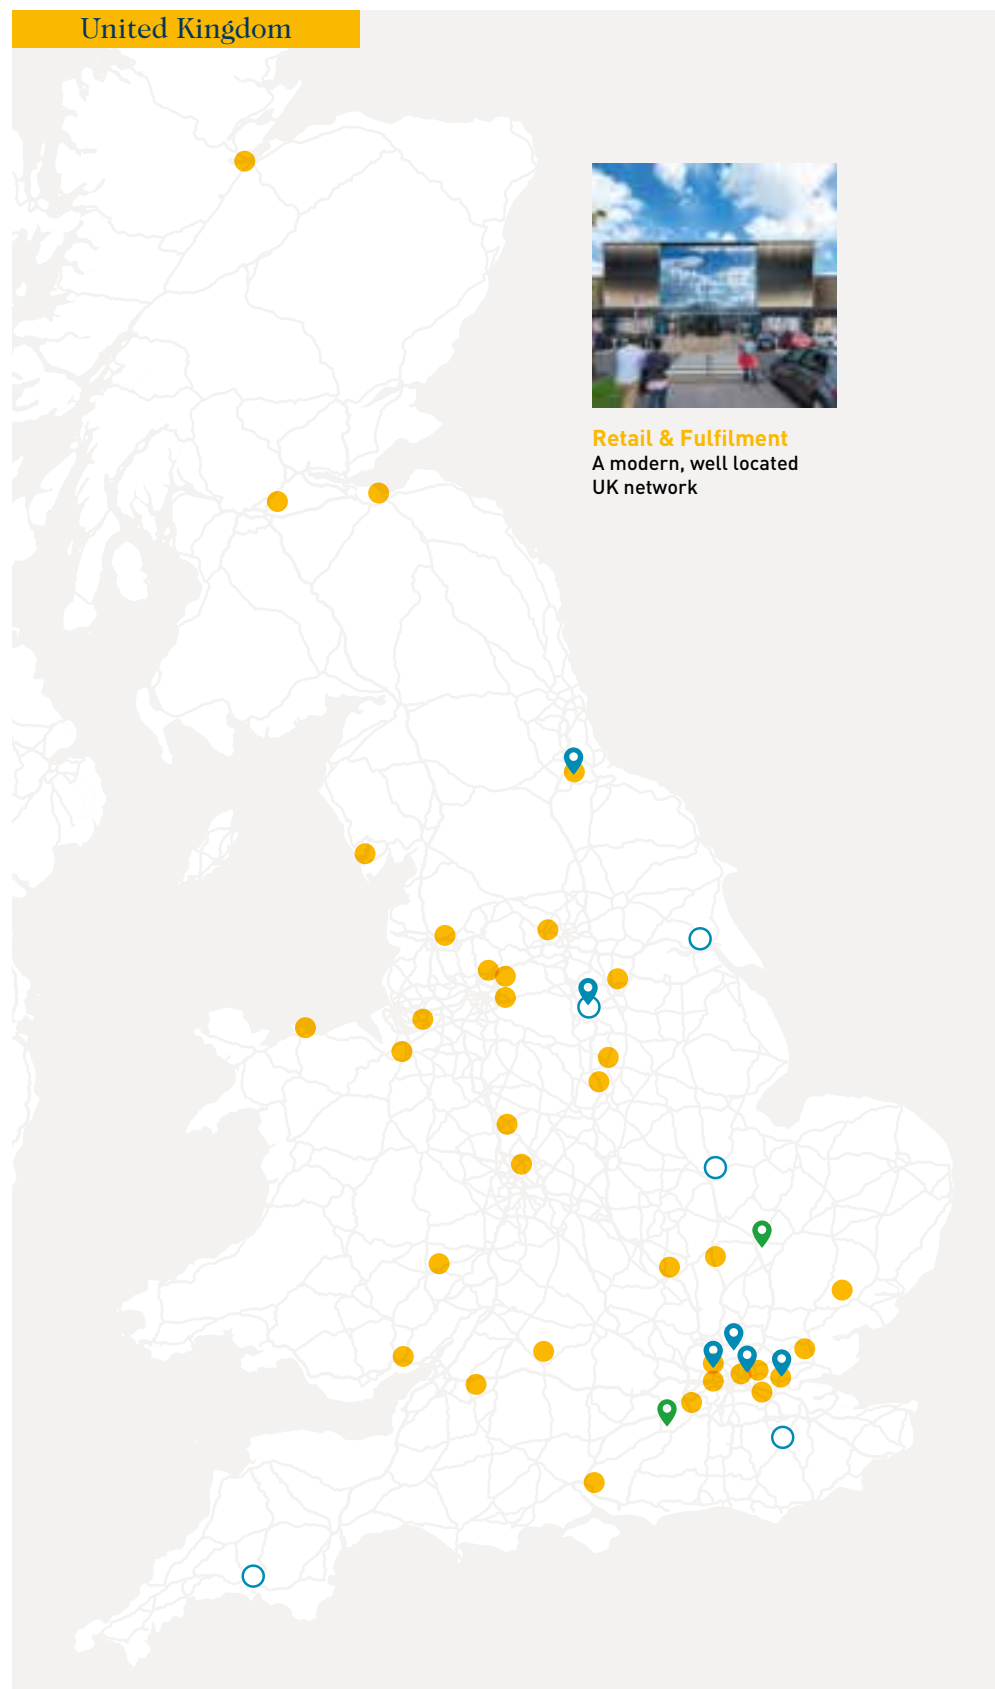 United Kingdom
Retail & Fulfilment
A modern, well located
UK network